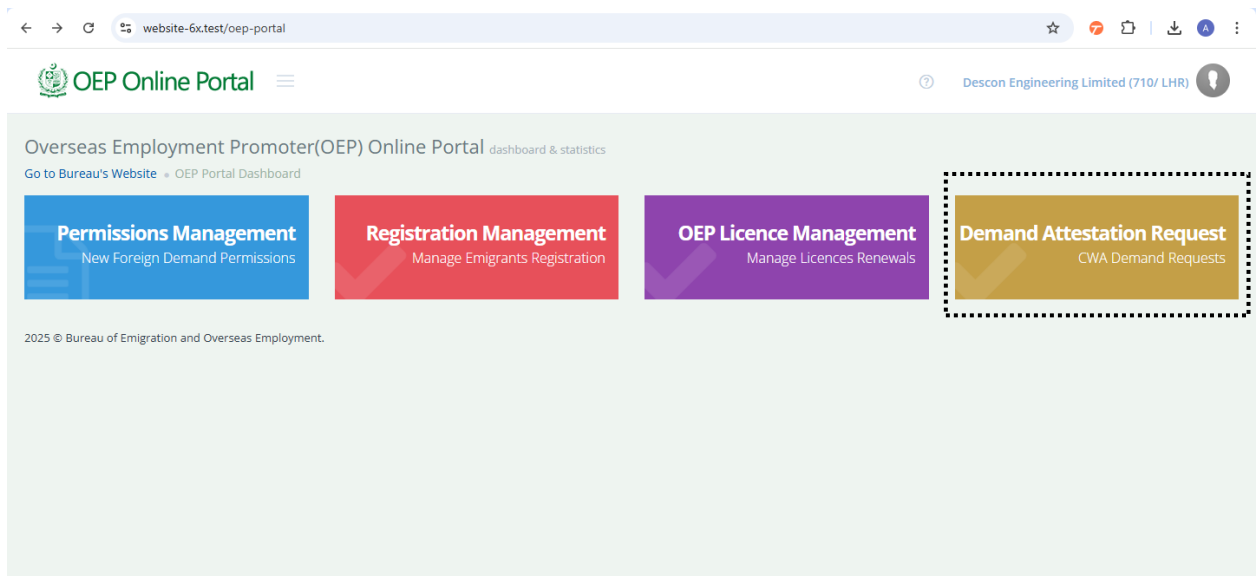 website-6x.test/oep-portal
A
OEP Online Portal
Descon Engineering Limited (710/ LHR)
Overseas Employment Promoter(OEP) Online Portal dashboard & statistics
Go to Bureau's Website OEP Portal Dashboard
Permissions Management
New Foreign Demand Permissions
Registration Management
Manage Emigrants Registration
OEP Licence Management
Manage Licences Renewals
Demand Attestation Request
CWA Demand Requests
2025 © Bureau of Emigration and Overseas Employment.